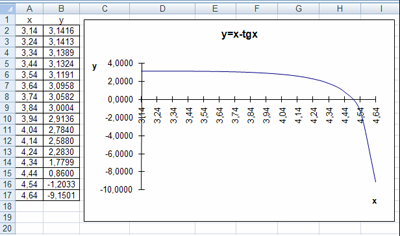 A B C D E F G H I
1 x y
2 3,14 3,1416
3 3,24 3,1413
4 3,34 3,1389
5 3,44 3,1324
6 3,54 3,1191
7 3,64 3,0958
8 3,74 3,0582
9 3,84 3,0004
10 3,94 2,9136
11 4,04 2,7840
12 4,14 2,5880
13 4,24 2,2830
14 4,34 1,7799
15 4,44 0,8600
16 4,54 -1,2033
17 4,64 -9,1501
18
19
20
y=x-tgx
y
4,0000
2,0000
0,0000
-2,0000
-4,0000
-6,0000
-8,0000
-10,0000
3,14 3,24 3,34 3,44 3,54 3,64 3,74 3,84 3,94 4,04 4,14 4,24 4,34 4,44 4,54 4,64
x